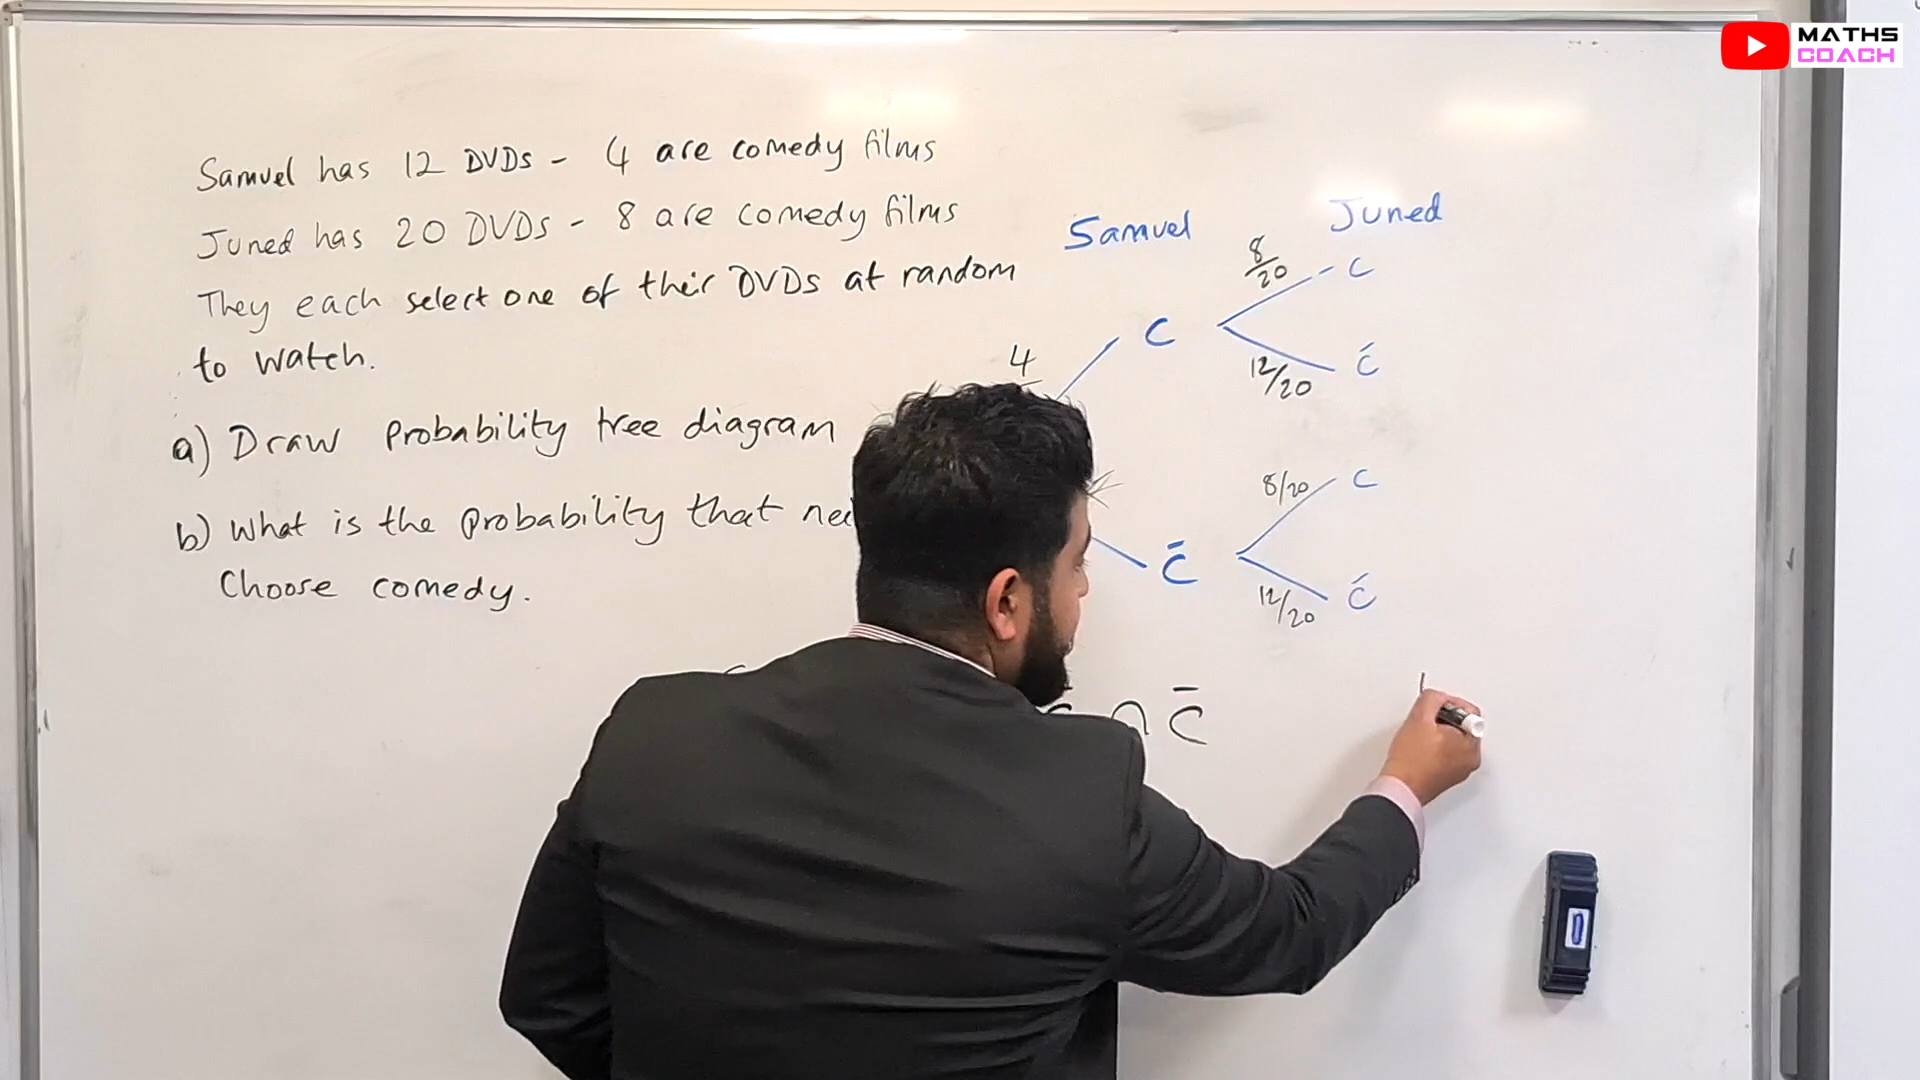 MATHS
COACH
Samuel has 12 DVDs - 4 are comedy films
Juned has 20 DVDs - 8 are comedy films
They each select one of their DVDs at random
to watch.
a) Draw probability tree diagram
b) What is the probability that
Choose comedy.
Samuel
Juned
4
C
8/20
C
12/20
C̄
C̄
8/20
C
12/20
C̄
∩ C̄